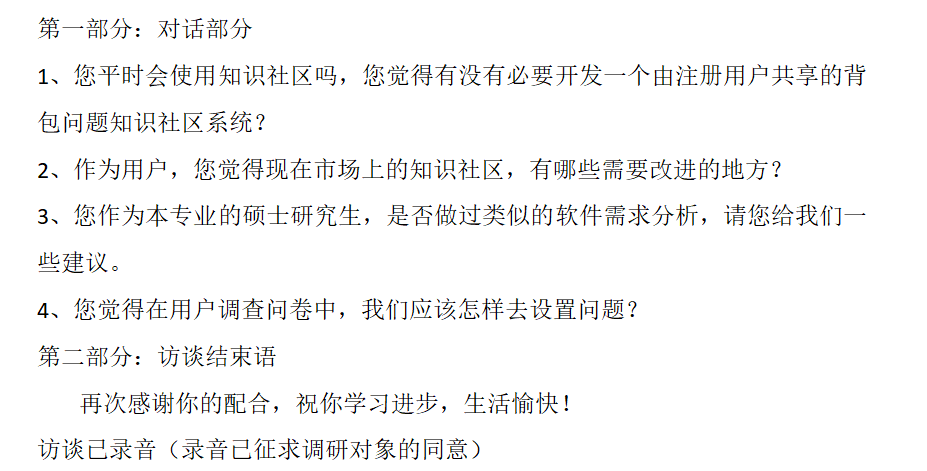 第一部分：对话部分
1、您平时会使用知识社区吗，您觉得有没有必要开发一个由注册用户共享的背
包问题知识社区系统？
2、作为用户，您觉得现在市场上的知识社区，有哪些需要改进的地方？
3、您作为本专业的硕士研究生，是否做过类似的软件需求分析，请您给我们一
些建议。
4、您觉得在用户调查问卷中，我们应该怎样去设置问题？
第二部分：访谈结束语
再次感谢你的配合，祝你学习进步，生活愉快！
访谈已录音（录音已征求调研对象的同意）